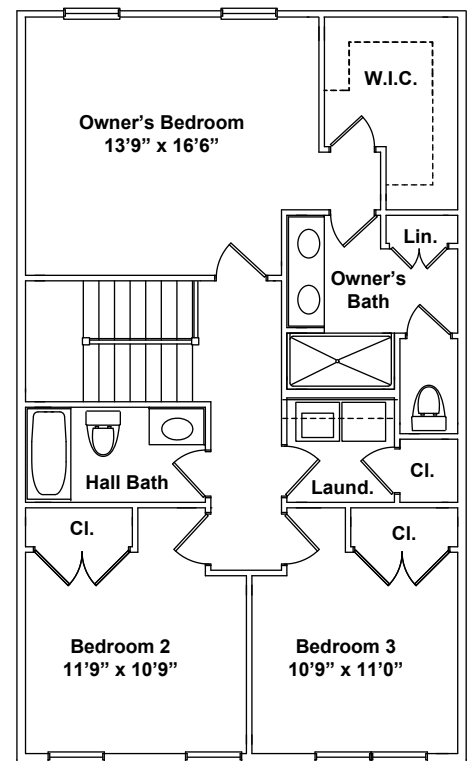 W.I.C.
Owner’s Bedroom
13’9” x 16’6”
Lin.
Owner’s
Bath
Hall Bath
Laund.
Cl.
Cl.
Cl.
Bedroom 2
11’9” x 10’9”
Bedroom 3
10’9” x 11’0”